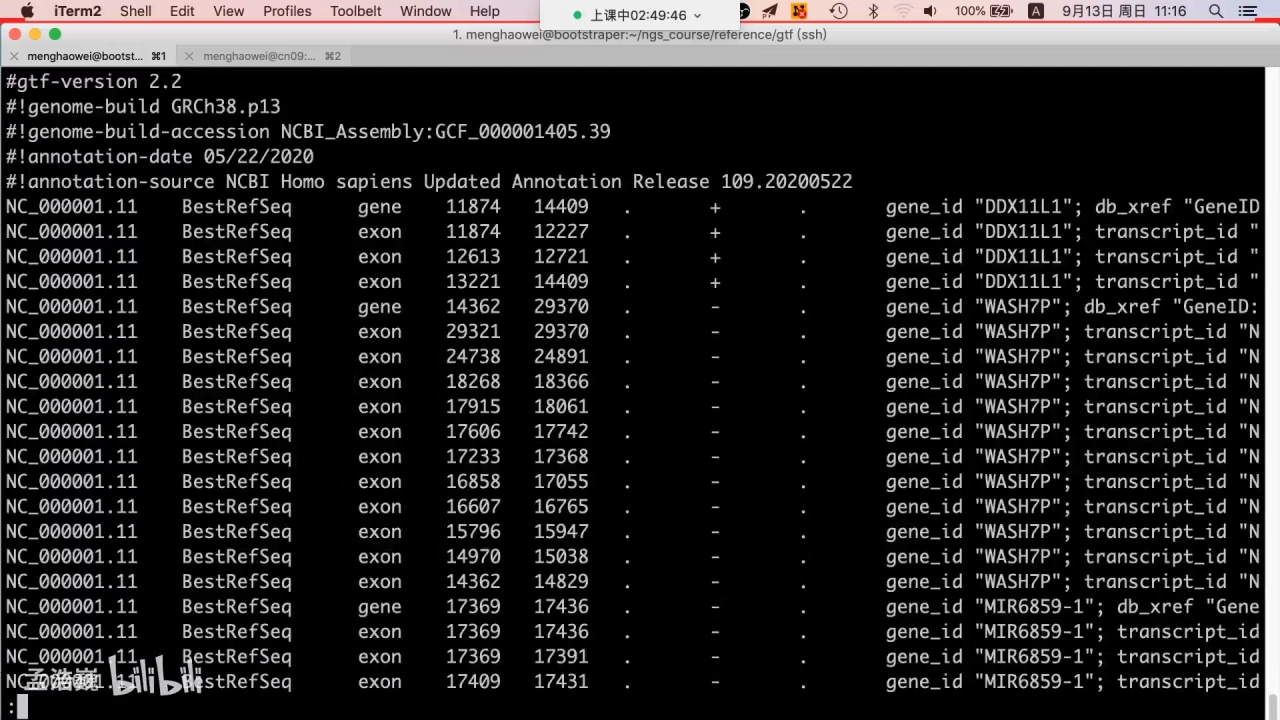 iTerm2 Shell Edit View Profiles Toolbelt Window Help 上课中02:49:46 100% A 9月13日 周日 11:16
1. menghaowei@bootstraper:~/ngs_course/reference/gtf (ssh)
menghaowei@bootst... ⌘1 menghaowei@cn09:... ⌘2
#gtf-version 2.2
#!genome-build GRCh38.p13
#!genome-build-accession NCBI_Assembly:GCF_000001405.39
#!annotation-date 05/22/2020
#!annotation-source NCBI Homo sapiens Updated Annotation Release 109.20200522
NC_000001.11 BestRefSeq gene 11874 14409 . + . gene_id "DDX11L1"; db_xref "GeneID
NC_000001.11 BestRefSeq exon 11874 12227 . + . gene_id "DDX11L1"; transcript_id "
NC_000001.11 BestRefSeq exon 12613 12721 . + . gene_id "DDX11L1"; transcript_id "
NC_000001.11 BestRefSeq exon 13221 14409 . + . gene_id "DDX11L1"; transcript_id "
NC_000001.11 BestRefSeq gene 14362 29370 . - . gene_id "WASH7P"; db_xref "GeneID:
NC_000001.11 BestRefSeq exon 29321 29370 . - . gene_id "WASH7P"; transcript_id "N
NC_000001.11 BestRefSeq exon 24738 24891 . - . gene_id "WASH7P"; transcript_id "N
NC_000001.11 BestRefSeq exon 18268 18366 . - . gene_id "WASH7P"; transcript_id "N
NC_000001.11 BestRefSeq exon 17915 18061 . - . gene_id "WASH7P"; transcript_id "N
NC_000001.11 BestRefSeq exon 17606 17742 . - . gene_id "WASH7P"; transcript_id "N
NC_000001.11 BestRefSeq exon 17233 17368 . - . gene_id "WASH7P"; transcript_id "N
NC_000001.11 BestRefSeq exon 16858 17055 . - . gene_id "WASH7P"; transcript_id "N
NC_000001.11 BestRefSeq exon 16607 16765 . - . gene_id "WASH7P"; transcript_id "N
NC_000001.11 BestRefSeq exon 15796 15947 . - . gene_id "WASH7P"; transcript_id "N
NC_000001.11 BestRefSeq exon 14970 15038 . - . gene_id "WASH7P"; transcript_id "N
NC_000001.11 BestRefSeq exon 14362 14829 . - . gene_id "WASH7P"; transcript_id "N
NC_000001.11 BestRefSeq gene 17369 17436 . - . gene_id "MIR6859-1"; db_xref "Gene
NC_000001.11 BestRefSeq exon 17369 17436 . - . gene_id "MIR6859-1"; transcript_id
NC_000001.11 BestRefSeq exon 17369 17391 . - . gene_id "MIR6859-1"; transcript_id
NC_000001.11 BestRefSeq exon 17409 17431 . - . gene_id "MIR6859-1"; transcript_id
孟浩巍 bilibili
: